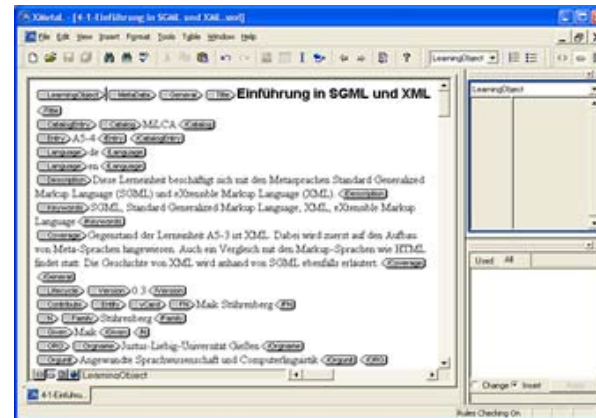 XMetaL - [4-1-Einführung in SGML und XML.xml]
File Edit View Insert Format Tools Table Window Help
LearningObject
LearningObject MetaData General Title Einführung in SGML und XML
Title
CatalogEntry Catalog MiLCA Catalog
Entry A5-4 Entry CatalogEntry
Language de Language
Language en Language
Description Diese Lerneinheit beschäftigt sich mit den Metasprachen Standard Generalized
Markup Language (SGML) und eXtensible Markup Language (XML). Description
Keywords SGML, Standard Generalized Markup Language, XML, eXtensible Markup
Language Keywords
Coverage Gegenstand der Lerneinheit A5-3 ist XML. Dabei wird zuerst auf den Aufbau
von Meta-Sprachen hingewiesen. Auch ein Vergleich mit den Markup-Sprachen wie HTML
findet statt. Die Geschichte von XML wird anhand von SGML ebenfalls erläutert. Coverage
General
Lifecycle Version 0.3 Version
Contribute Entity vCard FN Maik Stührenberg FN
N Family Stührenberg Family
Given Maik Given N
ORG Orgname Justus-Liebig-Universität Gießen Orgname
Orgunit Angewandte Sprachwissenschaft und Computerlinguistik Orgunit ORG
LearningObject
4-1-Einführu...
LearningObject
Used All
Change Insert Apply
Rules Checking On